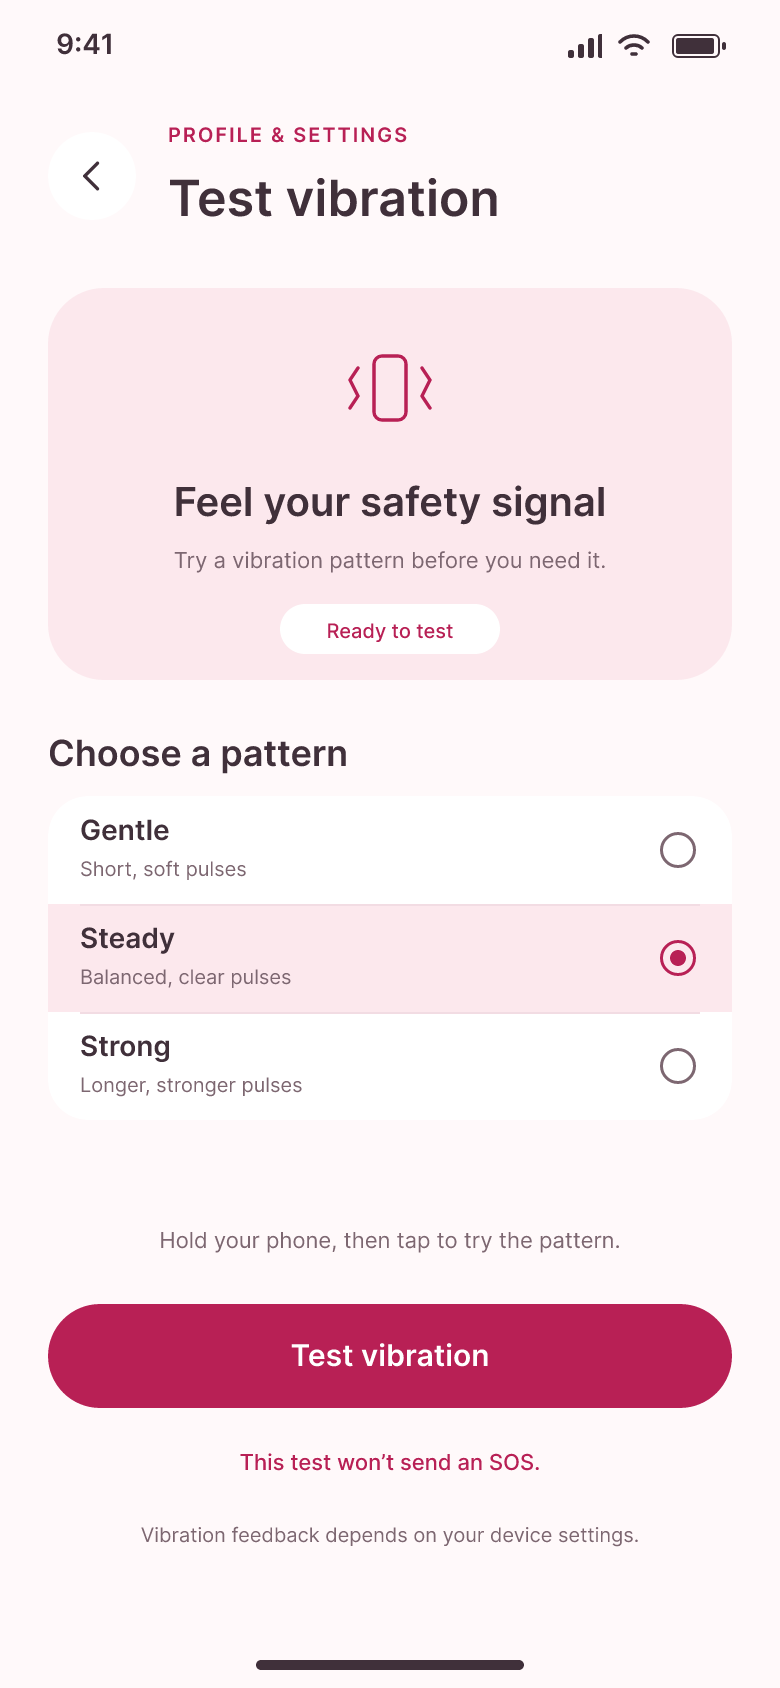 9:41
PROFILE & SETTINGS
Test vibration
Feel your safety signal
Try a vibration pattern before you need it.
Ready to test
Choose a pattern
Gentle
Short, soft pulses
Steady
Balanced, clear pulses
Strong
Longer, stronger pulses
Hold your phone, then tap to try the pattern.
Test vibration
This test won’t send an SOS.
Vibration feedback depends on your device settings.